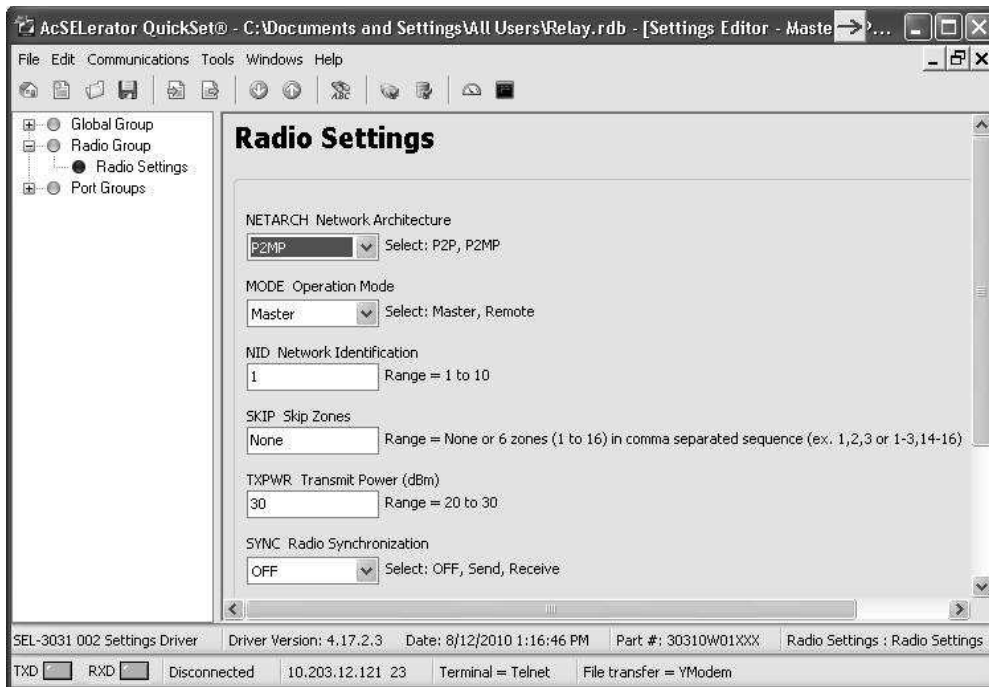 AcSELerator QuickSet® - C:\Documents and Settings\All Users\Relay.rdb - [Settings Editor - Maste
File Edit Communications Tools Windows Help
Global Group
Radio Group
Radio Settings
Port Groups
Radio Settings
NETARCH Network Architecture
P2MP Select: P2P, P2MP
MODE Operation Mode
Master Select: Master, Remote
NID Network Identification
1 Range = 1 to 10
SKIP Skip Zones
None Range = None or 6 zones (1 to 16) in comma separated sequence (ex. 1,2,3 or 1-3,14-16)
TXPWR Transmit Power (dBm)
30 Range = 20 to 30
SYNC Radio Synchronization
OFF Select: OFF, Send, Receive
SEL-3031 002 Settings Driver Driver Version: 4.17.2.3 Date: 8/12/2010 1:16:46 PM Part #: 30310W01XXX Radio Settings : Radio Settings
TXD RXD Disconnected 10.203.12.121 23 Terminal = Telnet File transfer = YModem